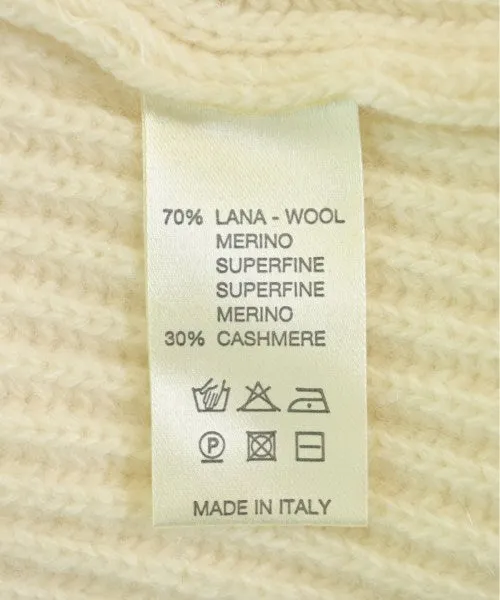 70% LANA - WOOL
MERINO
SUPERFINE
SUPERFINE
MERINO
30% CASHMERE
P
MADE IN ITALY